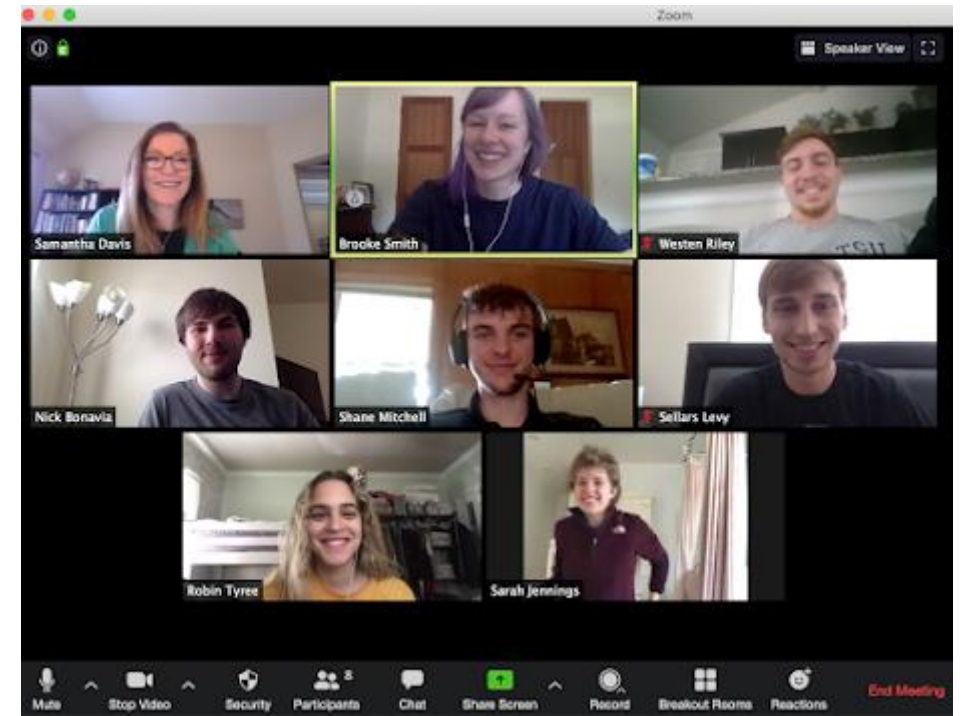 Zoom
Speaker View
Samantha Davis
Brooke Smith
Westen Riley
Nick Bonavia
Shane Mitchell
Sellars Levy
Robin Tyree
Sarah Jennings
8
Mute
Stop Video
Security
Participants
Chat
Share Screen
Record
Breakout Rooms
Reactions
End Meeting